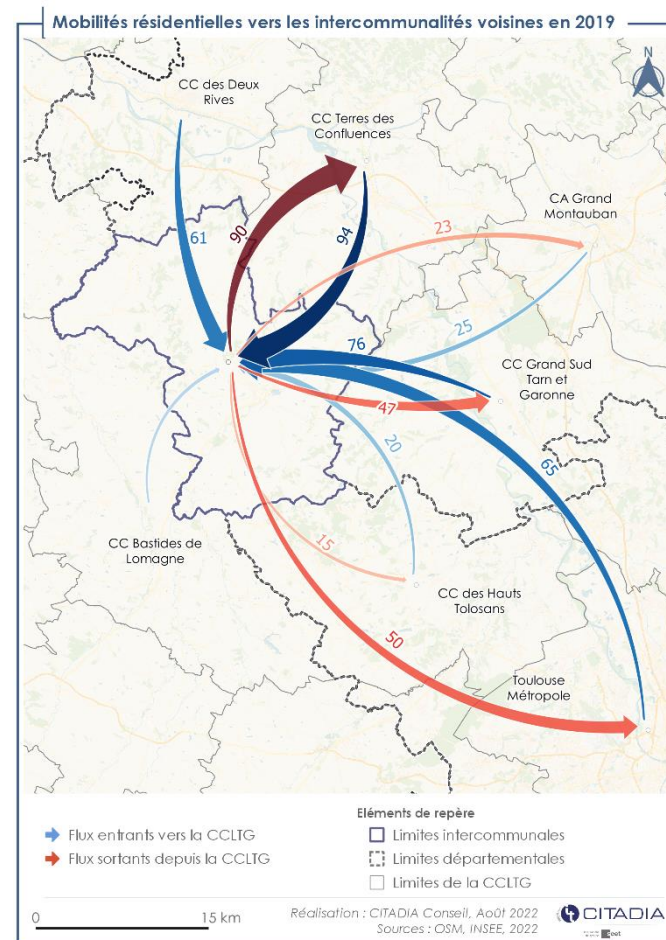 Mobilités résidentielles vers les intercommunalités voisines en 2019
N
CC des Deux
Rives
CC Terres des
Confluences
CA Grand
Montauban
61
90
94
23
25
76
CC Grand Sud
Tarn et
Garonne
47
20
65
15
CC Bastides de
Lomagne
CC des Hauts
Tolosans
50
Toulouse
Métropole
Eléments de repère
Flux entrants vers la CCLTG
Flux sortants depuis la CCLTG
Limites intercommunales
Limites départementales
Limites de la CCLTG
0
15 km
Réalisation : CITADIA Conseil, Août 2022
Sources : OSM, INSEE, 2022
CITADIA